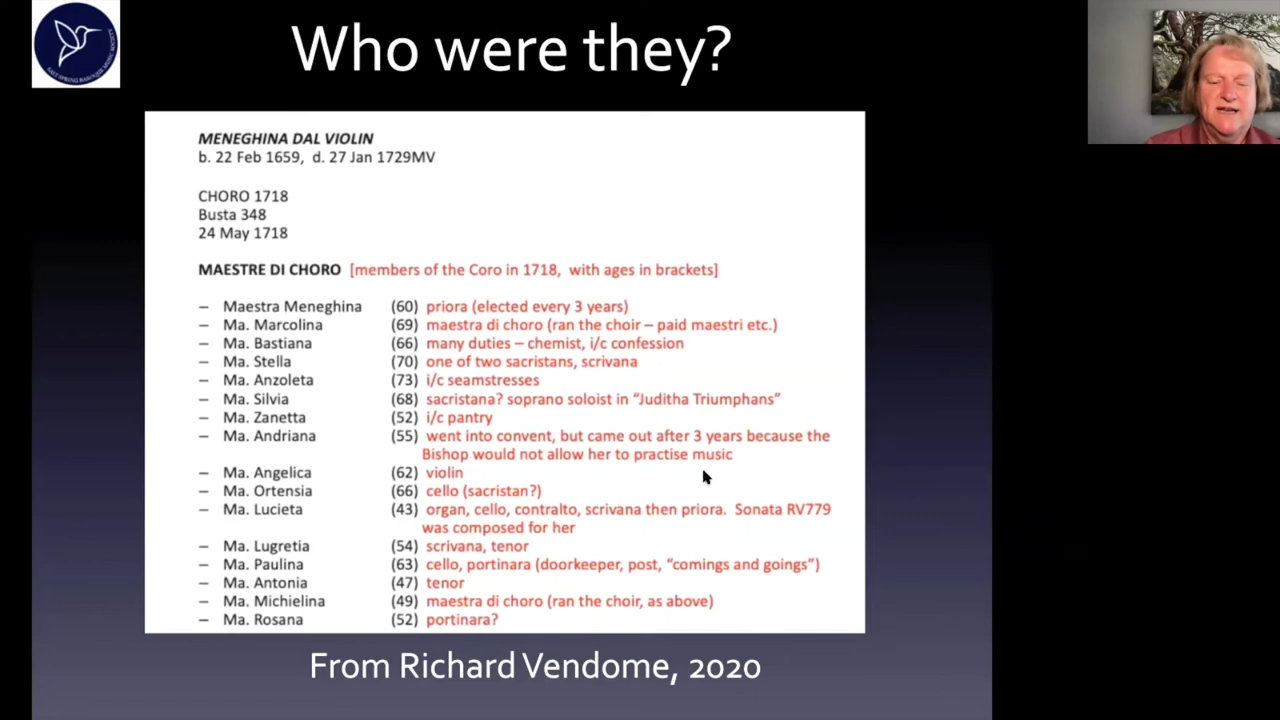 SALT SPRING BAROQUE MUSIC SOCIETY
Who were they?
MENEGHINA DAL VIOLIN
b. 22 Feb 1659, d. 27 Jan 1729MV
CHORO 1718
Busta 348
24 May 1718
MAESTRE DI CHORO [members of the Coro in 1718, with ages in brackets]
– Maestra Meneghina (60) priora (elected every 3 years)
– Ma. Marcolina (69) maestra di choro (ran the choir – paid maestri etc.)
– Ma. Bastiana (66) many duties – chemist, i/c confession
– Ma. Stella (70) one of two sacristans, scrivana
– Ma. Anzoleta (73) i/c seamstresses
– Ma. Silvia (68) sacristana? soprano soloist in “Juditha Triumphans”
– Ma. Zanetta (52) i/c pantry
– Ma. Andriana (55) went into convent, but came out after 3 years because the
Bishop would not allow her to practise music
– Ma. Angelica (62) violin
– Ma. Ortensia (66) cello (sacristan?)
– Ma. Lucieta (43) organ, cello, contralto, scrivana then priora. Sonata RV779
was composed for her
– Ma. Lugretia (54) scrivana, tenor
– Ma. Paulina (63) cello, portinara (doorkeeper, post, “comings and goings”)
– Ma. Antonia (47) tenor
– Ma. Michielina (49) maestra di choro (ran the choir, as above)
– Ma. Rosana (52) portinara?
From Richard Vendome, 2020